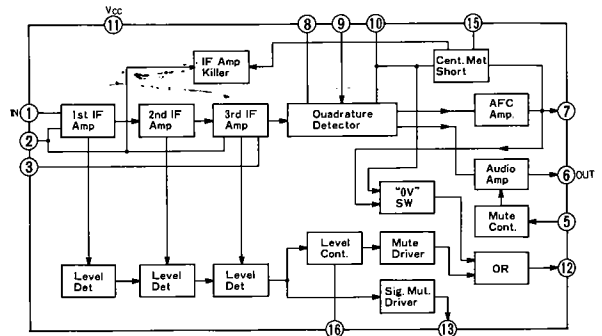 Vcc
11
8
9
10
15
IF Amp
Killer
Cent. Met
Short
IN
1
1st IF
Amp
2nd IF
Amp
3rd IF
Amp
Quadrature
Detector
AFC
Amp.
7
2
3
Audio
Amp
6
OUT
"0V"
SW
Mute
Cont.
5
Level
Cont.
Mute
Driver
OR
12
Level
Det
Level
Det
Level
Det
Sig. Mut.
Driver
16
13